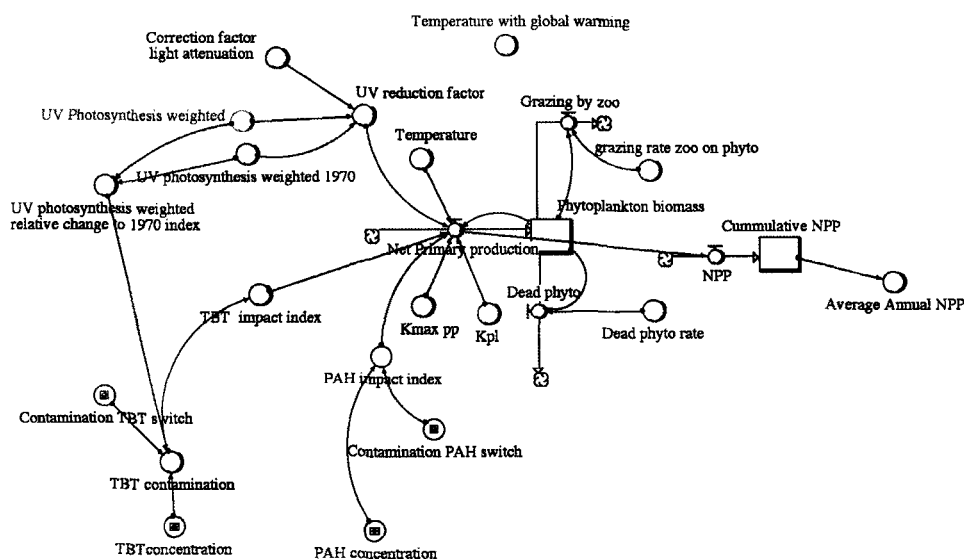 Temperature with global warming
Correction factor
light attenuation
UV reduction factor
Grazing by zoo
UV Photosynthesis weighted
Temperature
grazing rate zoo on phyto
UV photosynthesis weighted 1970
UV photosynthesis weighted
relative change to 1970 index
Phytoplankton biomass
Cummulative NPP
Net Primary production
NPP
Dead phyto
Average Annual NPP
TBT impact index
Kmax pp
Kpl
Dead phyto rate
PAH impact index
Contamination TBT switch
Contamination PAH switch
TBT contamination
TBTconcentration
PAH concentration